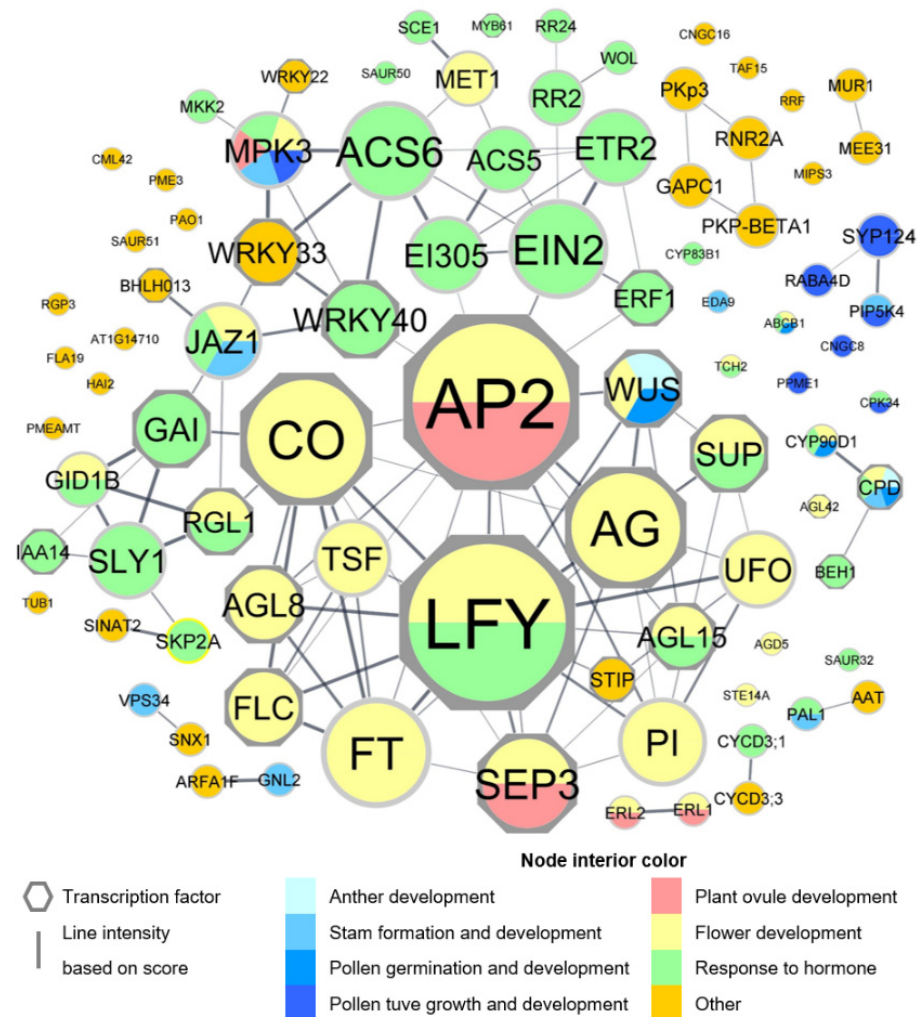 SCE1
MYB61
RR24
CNGC16
WOL
TAF15
WRKY22
SAUR50
MET1
RR2
PKp3
RRF
MUR1
MKK2
MPK3
ACS6
ACS5
ETR2
RNR2A
MEE31
CML42
PME3
GAPC1
MIPS3
PAO1
PKP-BETA1
SAUR51
WRKY33
EI305
EIN2
CYP83B1
SYP124
BHLH013
ERF1
RABA4D
RGP3
WRKY40
EDA9
PIP5K4
AT1G14710
JAZ1
ABCB1
CNGC8
FLA19
TCH2
HAI2
AP2
WUS
PPME1
CPK34
PMEAMT
GAI
CO
SUP
CYP90D1
GID1B
CPD
RGL1
AG
AGL42
IAA14
SLY1
TSF
UFO
BEH1
TUB1
AGL8
LFY
SINAT2
SKP2A
AGL15
AGD5
SAUR32
STIP
STE14A
VPS34
FLC
AAT
PAL1
SNX1
FT
PI
CYCD3;1
ARFA1F
GNL2
SEP3
CYCD3;3
ERL2
ERL1
Node interior color
Transcription factor
Line intensity
based on score
Anther development
Stam formation and development
Pollen germination and development
Pollen tuve growth and development
Plant ovule development
Flower development
Response to hormone
Other